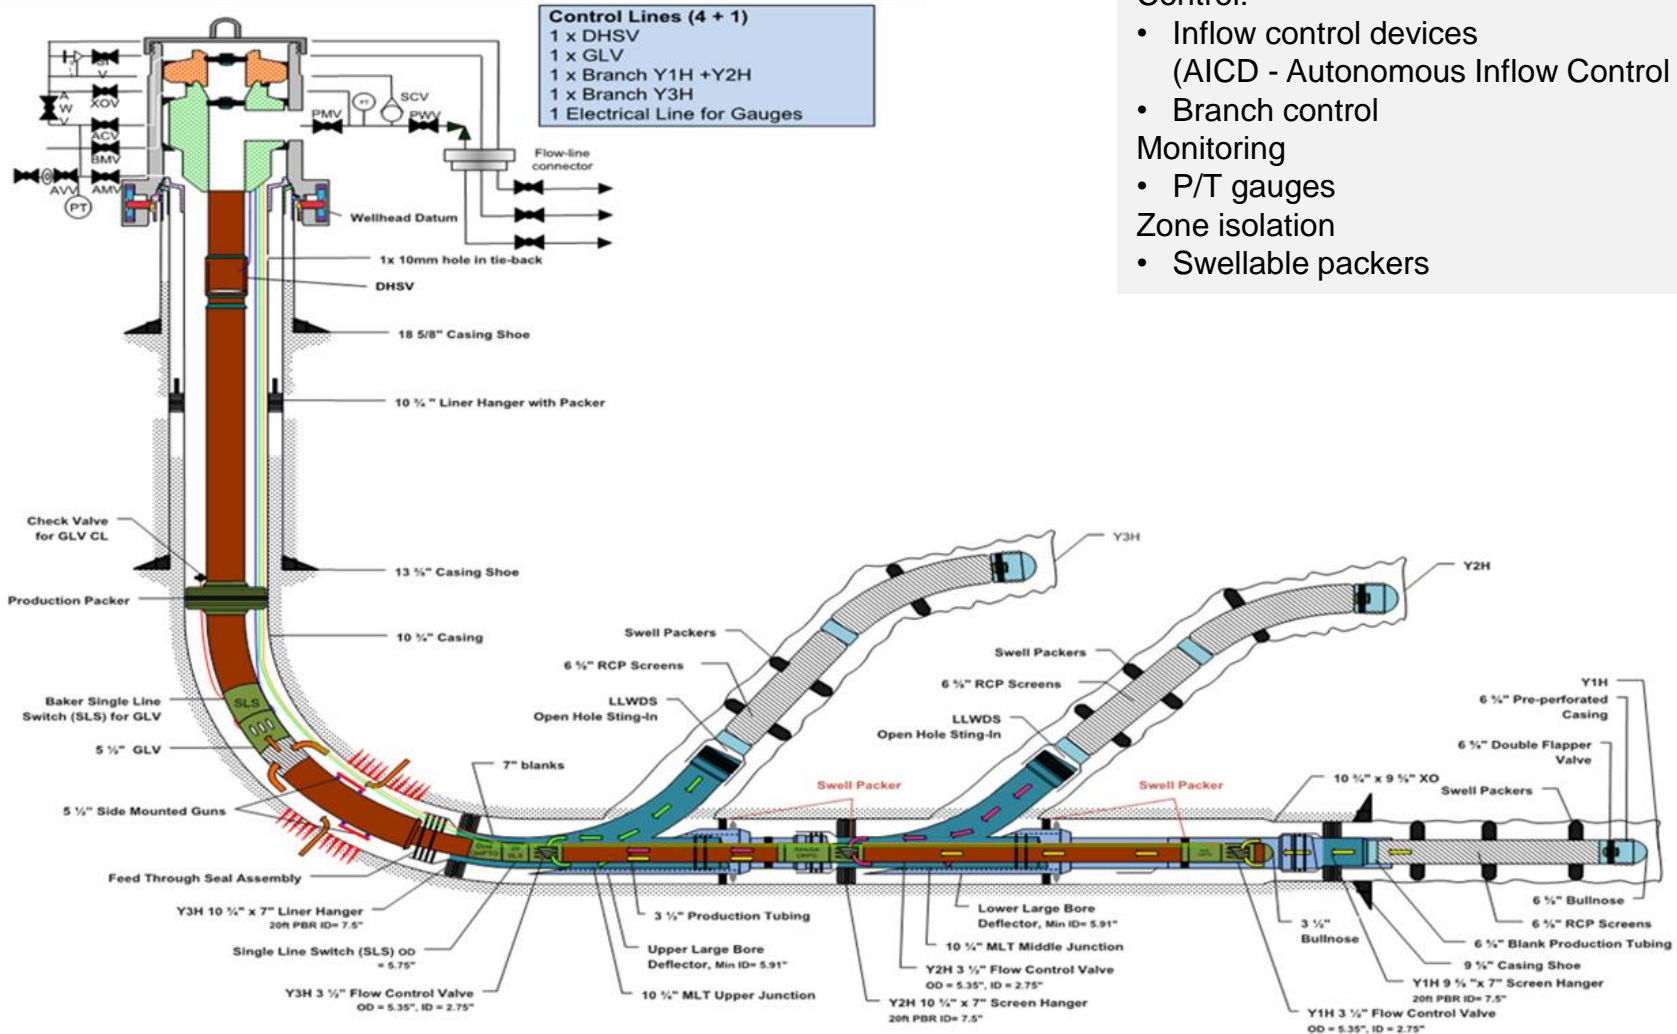 Control Lines (4 + 1)
1 x DHSV
1 x GLV
1 x Branch Y1H +Y2H
1 x Branch Y3H
1 Electrical Line for Gauges
Control:
• Inflow control devices
(AICD - Autonomous Inflow Control
• Branch control
Monitoring
• P/T gauges
Zone isolation
• Swellable packers
V
A
W
V
XOV
ACV
BMV
AVV
AMV
PT
PMV
PT
SCV
PWV
Flow-line
connector
Wellhead Datum
1x 10mm hole in tie-back
DHSV
18 5/8" Casing Shoe
10 ¾ " Liner Hanger with Packer
Check Valve
for GLV CL
13 ⅜" Casing Shoe
Production Packer
10 ¾" Casing
Baker Single Line
Switch (SLS) for GLV
SLS
5 ½" GLV
5 ½" Side Mounted Guns
7" blanks
Feed Through Seal Assembly
Y3H 10 ¾" x 7" Liner Hanger
20ft PBR ID= 7.5"
Single Line Switch (SLS) OD
= 5.75"
Y3H 3 ½" Flow Control Valve
OD = 5.35", ID = 2.75"
SLS
Y3H
Swell Packers
6 ⅝" RCP Screens
LLWDS
Open Hole Sting-In
Y2H
Swell Packers
6 ⅝" RCP Screens
LLWDS
Open Hole Sting-In
Swell Packer
Swell Packer
3 ½" Production Tubing
Upper Large Bore
Deflector, Min ID= 5.91"
10 ¾" MLT Upper Junction
Lower Large Bore
Deflector, Min ID= 5.91"
10 ¾" MLT Middle Junction
Y2H 3 ½" Flow Control Valve
OD = 5.35", ID = 2.75"
Y2H 10 ¾" x 7" Screen Hanger
20ft PBR ID= 7.5"
Y1H
6 ⅝" Pre-perforated
Casing
6 ⅝" Double Flapper
Valve
10 ¾" x 9 ⅝" XO
Swell Packers
3 ½"
Bullnose
6 ⅝" Bullnose
6 ⅝" RCP Screens
6 ⅝" Blank Production Tubing
9 ⅝" Casing Shoe
Y1H 9 ⅝ "x 7" Screen Hanger
20ft PBR ID= 7.5"
Y1H 3 ½" Flow Control Valve
OD = 5.35", ID = 2.75"